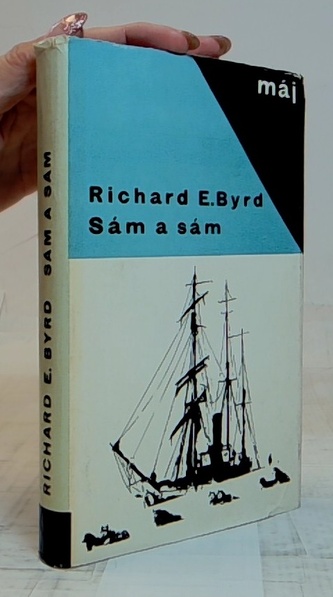 máj
Richard E. Byrd
Sám a sám
RICHARD E. BYRD SÁM A SÁM